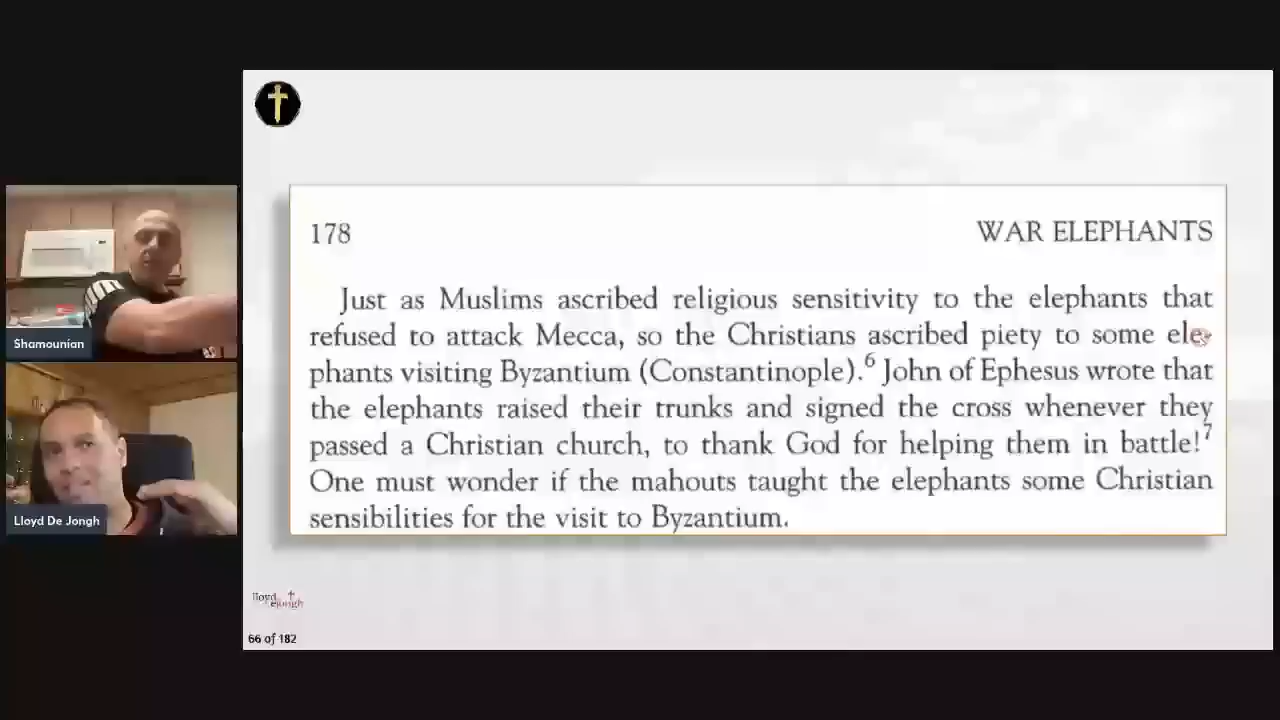 178
WAR ELEPHANTS
Just as Muslims ascribed religious sensitivity to the elephants that
refused to attack Mecca, so the Christians ascribed piety to some ele-
phants visiting Byzantium (Constantinople).6 John of Ephesus wrote that
the elephants raised their trunks and signed the cross whenever they
passed a Christian church, to thank God for helping them in battle!7
One must wonder if the mahouts taught the elephants some Christian
sensibilities for the visit to Byzantium.
Shamounian
Lloyd De Jongh
lloyd
dejongh
66 of 182